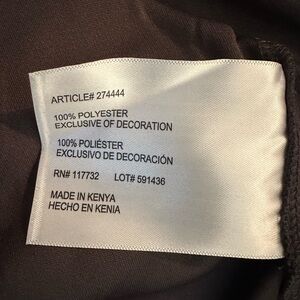 ARTICLE# 274444
100% POLYESTER
EXCLUSIVE OF DECORATION
100% POLIÉSTER
EXCLUSIVO DE DECORACIÓN
RN# 117732 LOT# 591436
MADE IN KENYA
HECHO EN KENIA